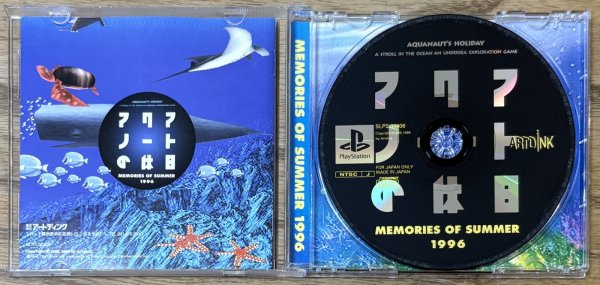 AQUANAUT'S HOLIDAY
アクア
ノート
の休日
MEMORIES OF SUMMER
1996
アートディンク
MEMORIES OF SUMMER 1996
AQUANAUT'S HOLIDAY
A STROLL IN THE OCEAN AN UNDERSEA EXPLORATION GAME
アクア
ノート
の休日
PlayStation
NTSC J
FOR JAPAN ONLY
MADE IN JAPAN
ARTDINK
MEMORIES OF SUMMER
1996